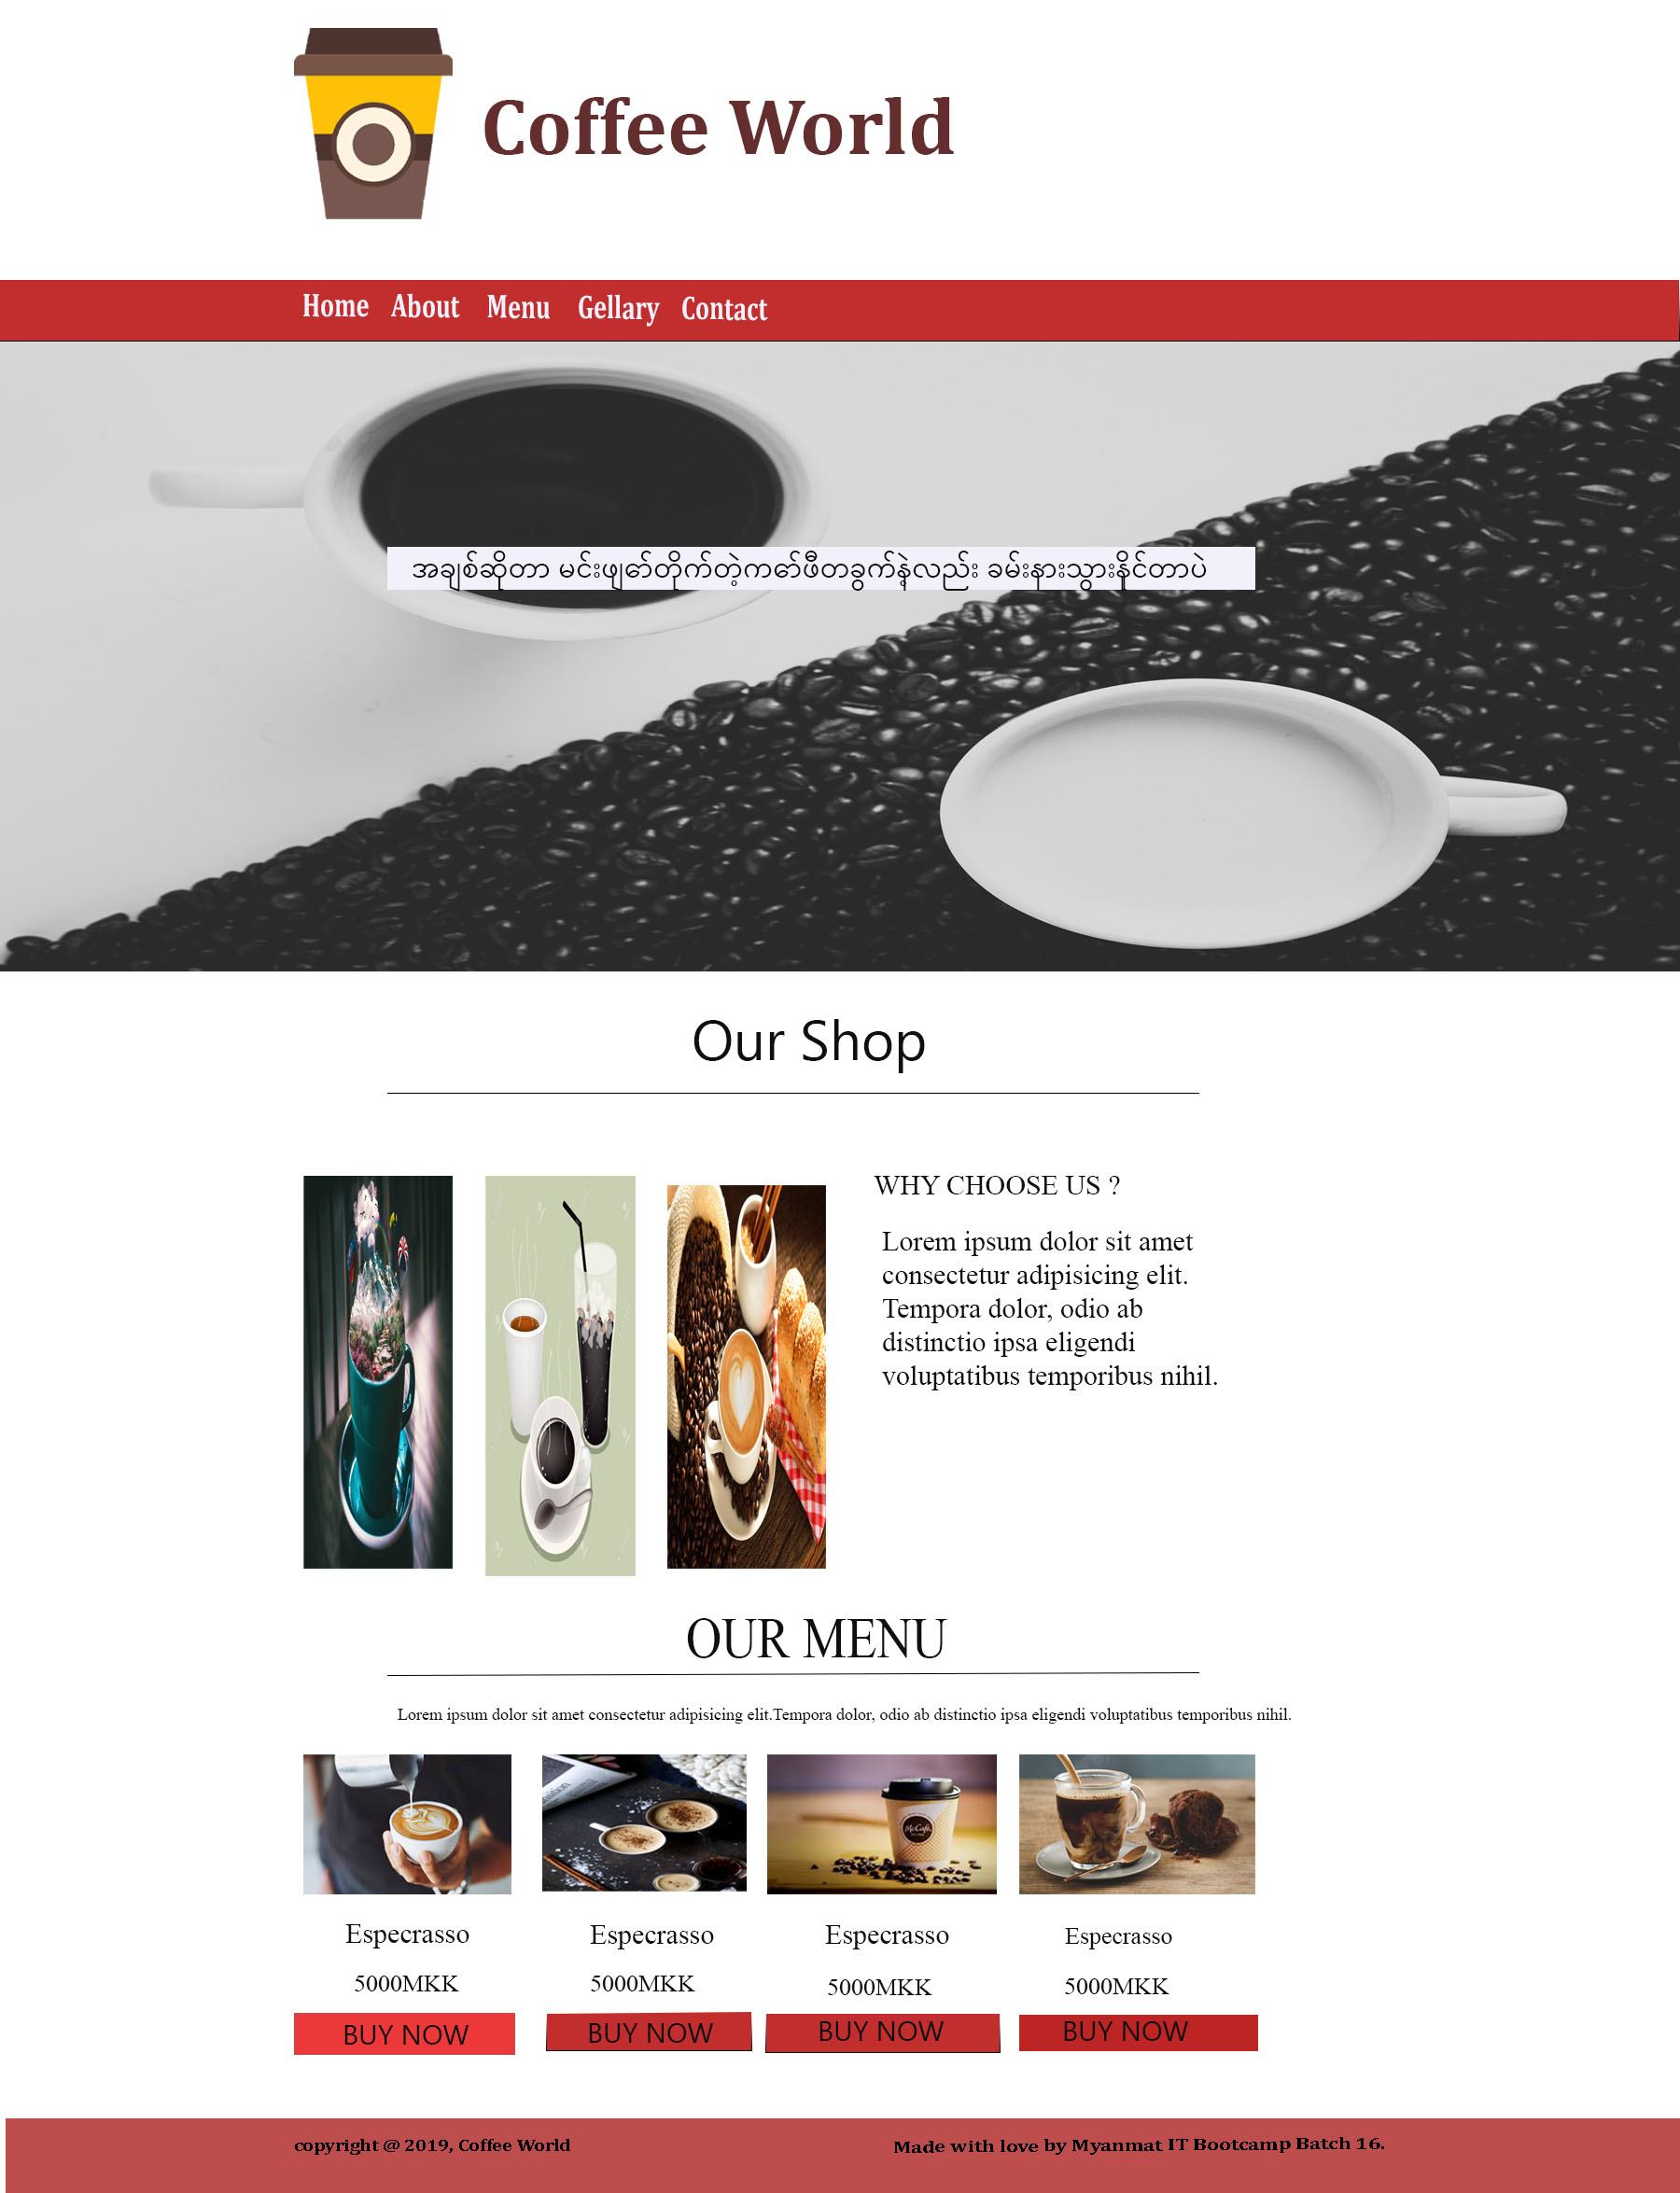 Coffee World
Home About Menu Gellary Contact
အချစ်ဆိုတာ မင်းဖျော်တိုက်တဲ့ကော်ဖီတခွက်နဲ့လည်း ခမ်းနားသွားနိုင်တာပဲ
Our Shop
WHY CHOOSE US ?
Lorem ipsum dolor sit amet
consectetur adipisicing elit.
Tempora dolor, odio ab
distinctio ipsa eligendi
voluptatibus temporibus nihil.
OUR MENU
Lorem ipsum dolor sit amet consectetur adipisicing elit.Tempora dolor, odio ab distinctio ipsa eligendi voluptatibus temporibus nihil.
McCafé
Especrasso Especrasso Especrasso Especrasso
5000MKK 5000MKK 5000MKK 5000MKK
BUY NOW BUY NOW BUY NOW BUY NOW
copyright @ 2019, Coffee World Made with love by Myanmat IT Bootcamp Batch 16.